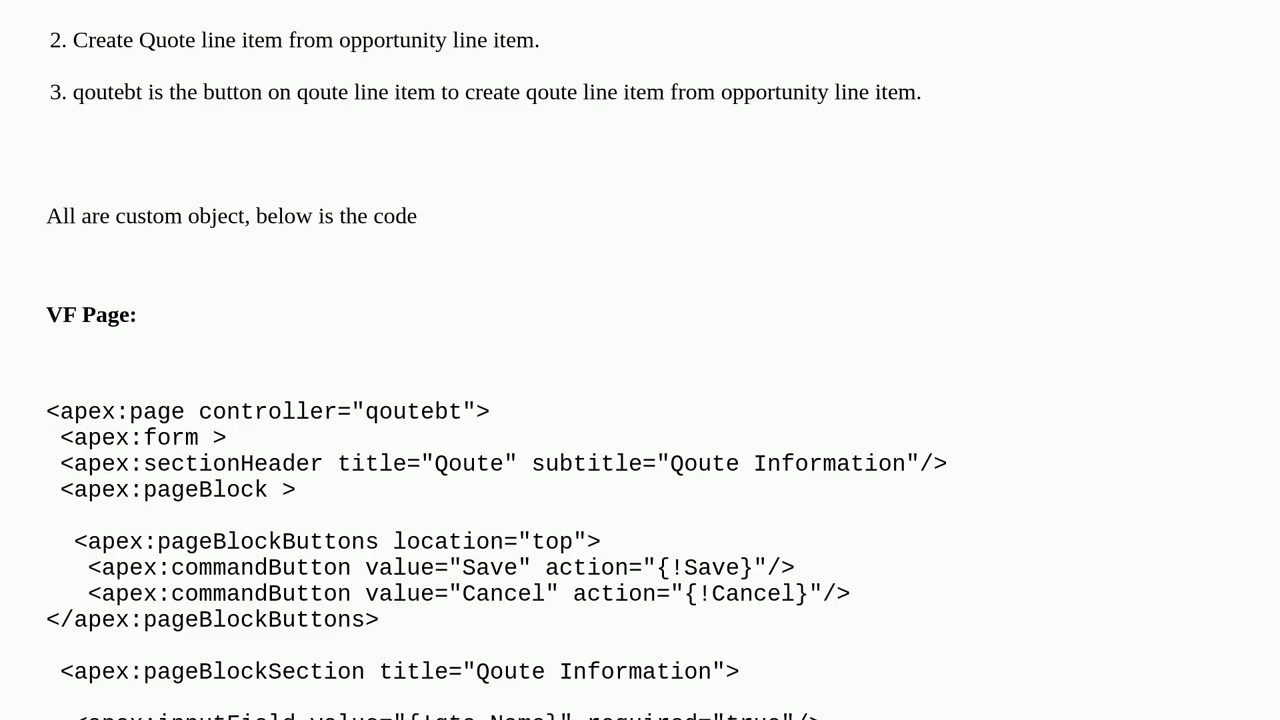 2. Create Quote line item from opportunity line item.
3. qoutebt is the button on qoute line item to create qoute line item from opportunity line item.
All are custom object, below is the code
VF Page:
<apex:page controller="qoutebt">
<apex:form >
<apex:sectionHeader title="Qoute" subtitle="Qoute Information"/>
<apex:pageBlock >
<apex:pageBlockButtons location="top">
<apex:commandButton value="Save" action="{!Save}"/>
<apex:commandButton value="Cancel" action="{!Cancel}"/>
</apex:pageBlockButtons>
<apex:pageBlockSection title="Qoute Information">